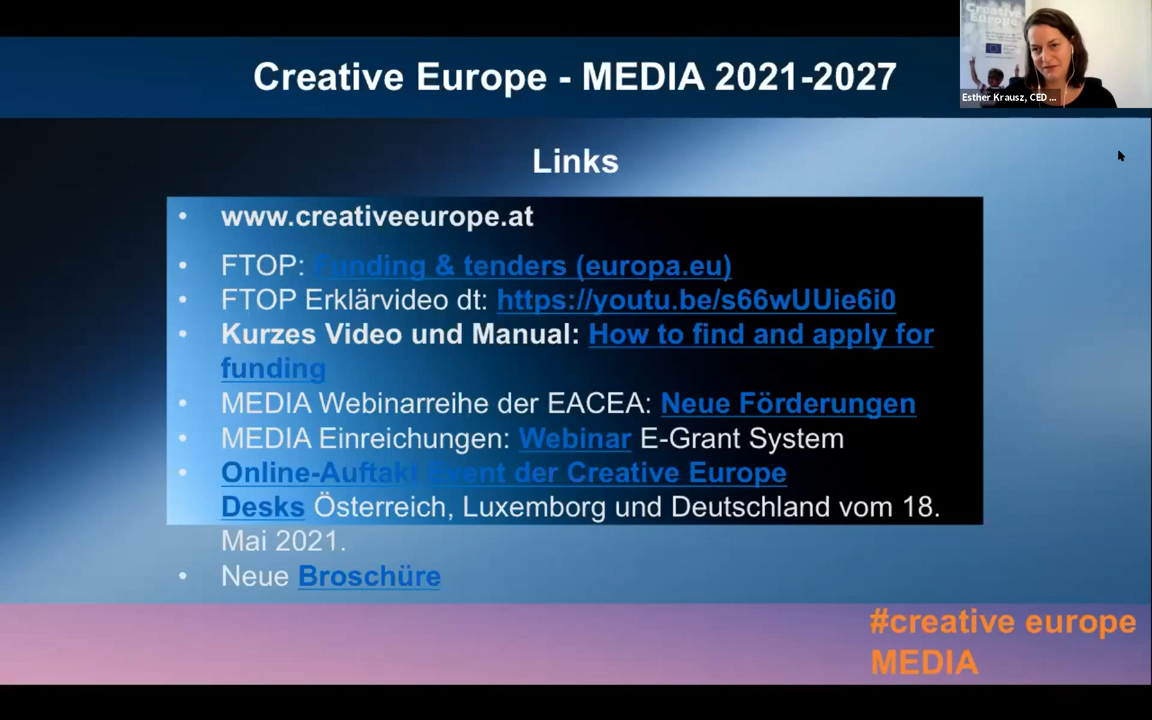 Creative Europe - MEDIA 2021-2027
Creative
Europe
Esther Krausz, CED ...
Links
• www.creativeeurope.at
• FTOP: Funding & tenders (europa.eu)
• FTOP Erklärvideo dt: https://youtu.be/s66wUUie6i0
• Kurzes Video und Manual: How to find and apply for
funding
• MEDIA Webinarreihe der EACEA: Neue Förderungen
• MEDIA Einreichungen: Webinar E-Grant System
• Online-Auftakt Event der Creative Europe
Desks Österreich, Luxemborg und Deutschland vom 18.
Mai 2021.
• Neue Broschüre
#creative europe
MEDIA